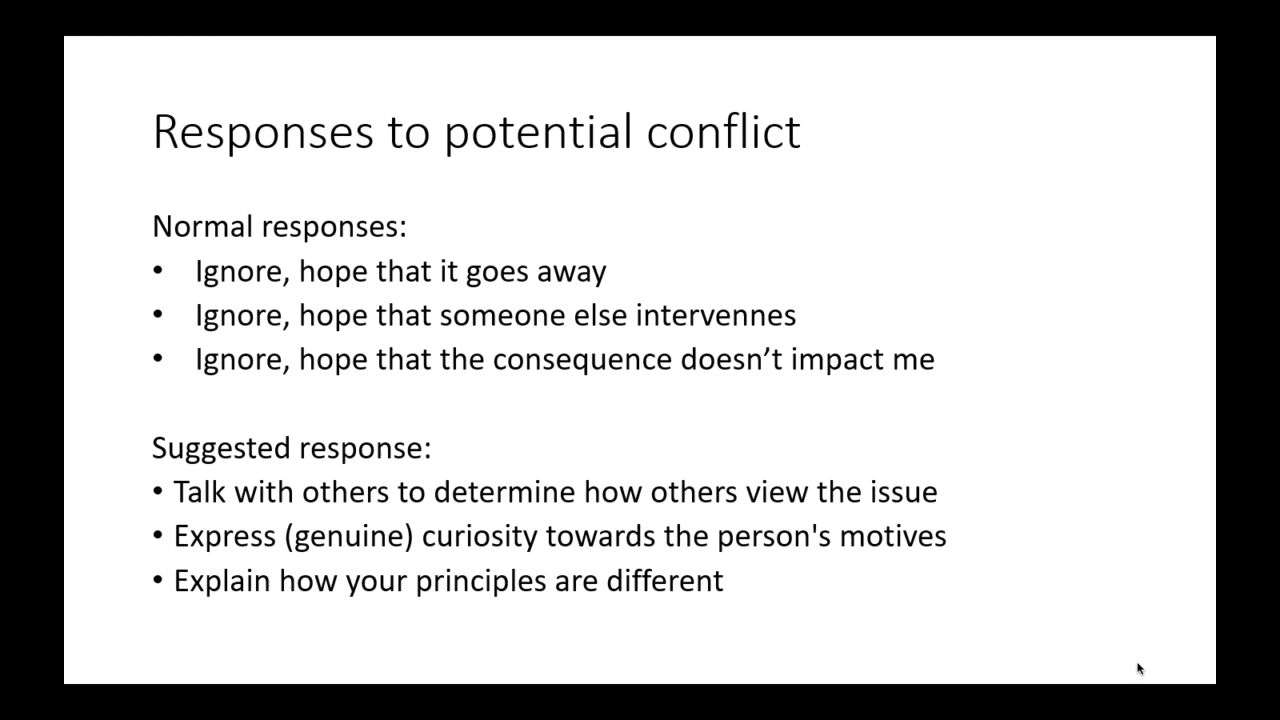 Responses to potential conflict
Normal responses:
• Ignore, hope that it goes away
• Ignore, hope that someone else intervennes
• Ignore, hope that the consequence doesn’t impact me
Suggested response:
• Talk with others to determine how others view the issue
• Express (genuine) curiosity towards the person's motives
• Explain how your principles are different